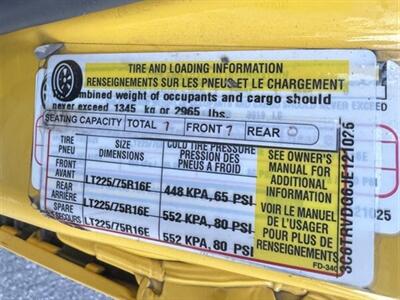 TIRE AND LOADING INFORMATION
RENSEIGNEMENTS SUR LES PNEUS ET LE CHARGEMENT
combined weight of occupants and cargo should
never exceed 1345 kg or 2965 lbs
SEATING CAPACITY TOTAL FRONT REAR
TIRE
PNEU
SIZE
DIMENSIONS
COLD TIRE PRESSURE
PRESSION DES
PNEUS A FROID
FRONT
AVANT
LT225/75R16E
448 KPA, 65 PSI
REAR
ARRIÈRE
LT225/75R16E
552 KPA, 80 PSI
SPARE
SECOURS
LT225/75R16E
552 KPA, 80 PSI
SEE OWNER'S
MANUAL FOR
ADDITIONAL
INFORMATION
VOIR LE MANUEL
DE L'USAGER
POUR PLUS DE
RENSEIGNEMENTS
FD-340